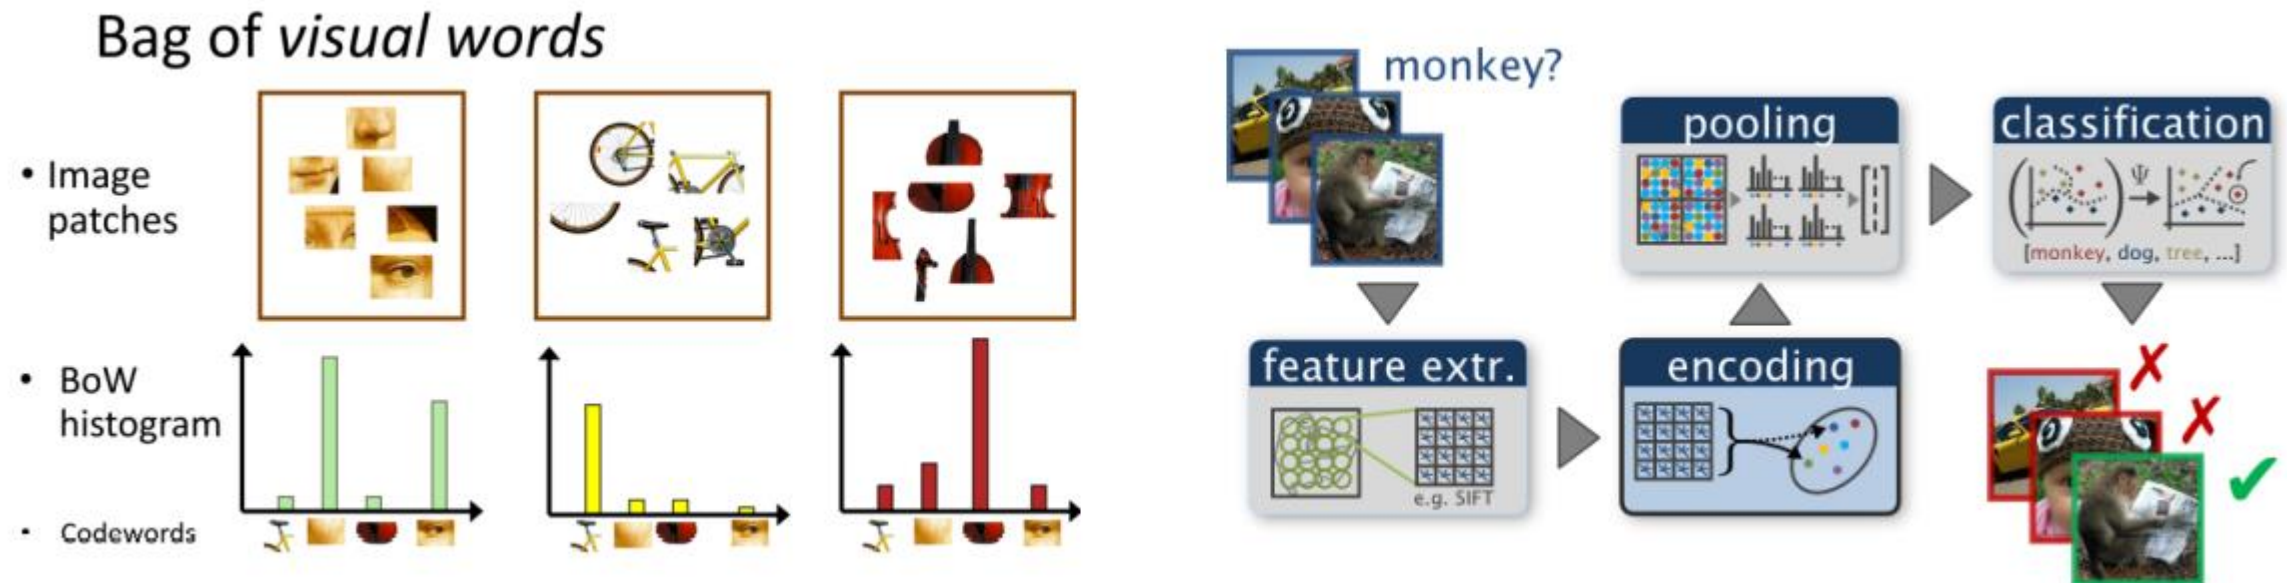 Bag of visual words
• Image
patches
• BoW
histogram
• Codewords
monkey?
feature extr.
e.g. SIFT
encoding
pooling
classification
Ψ
[monkey, dog, tree, ...]